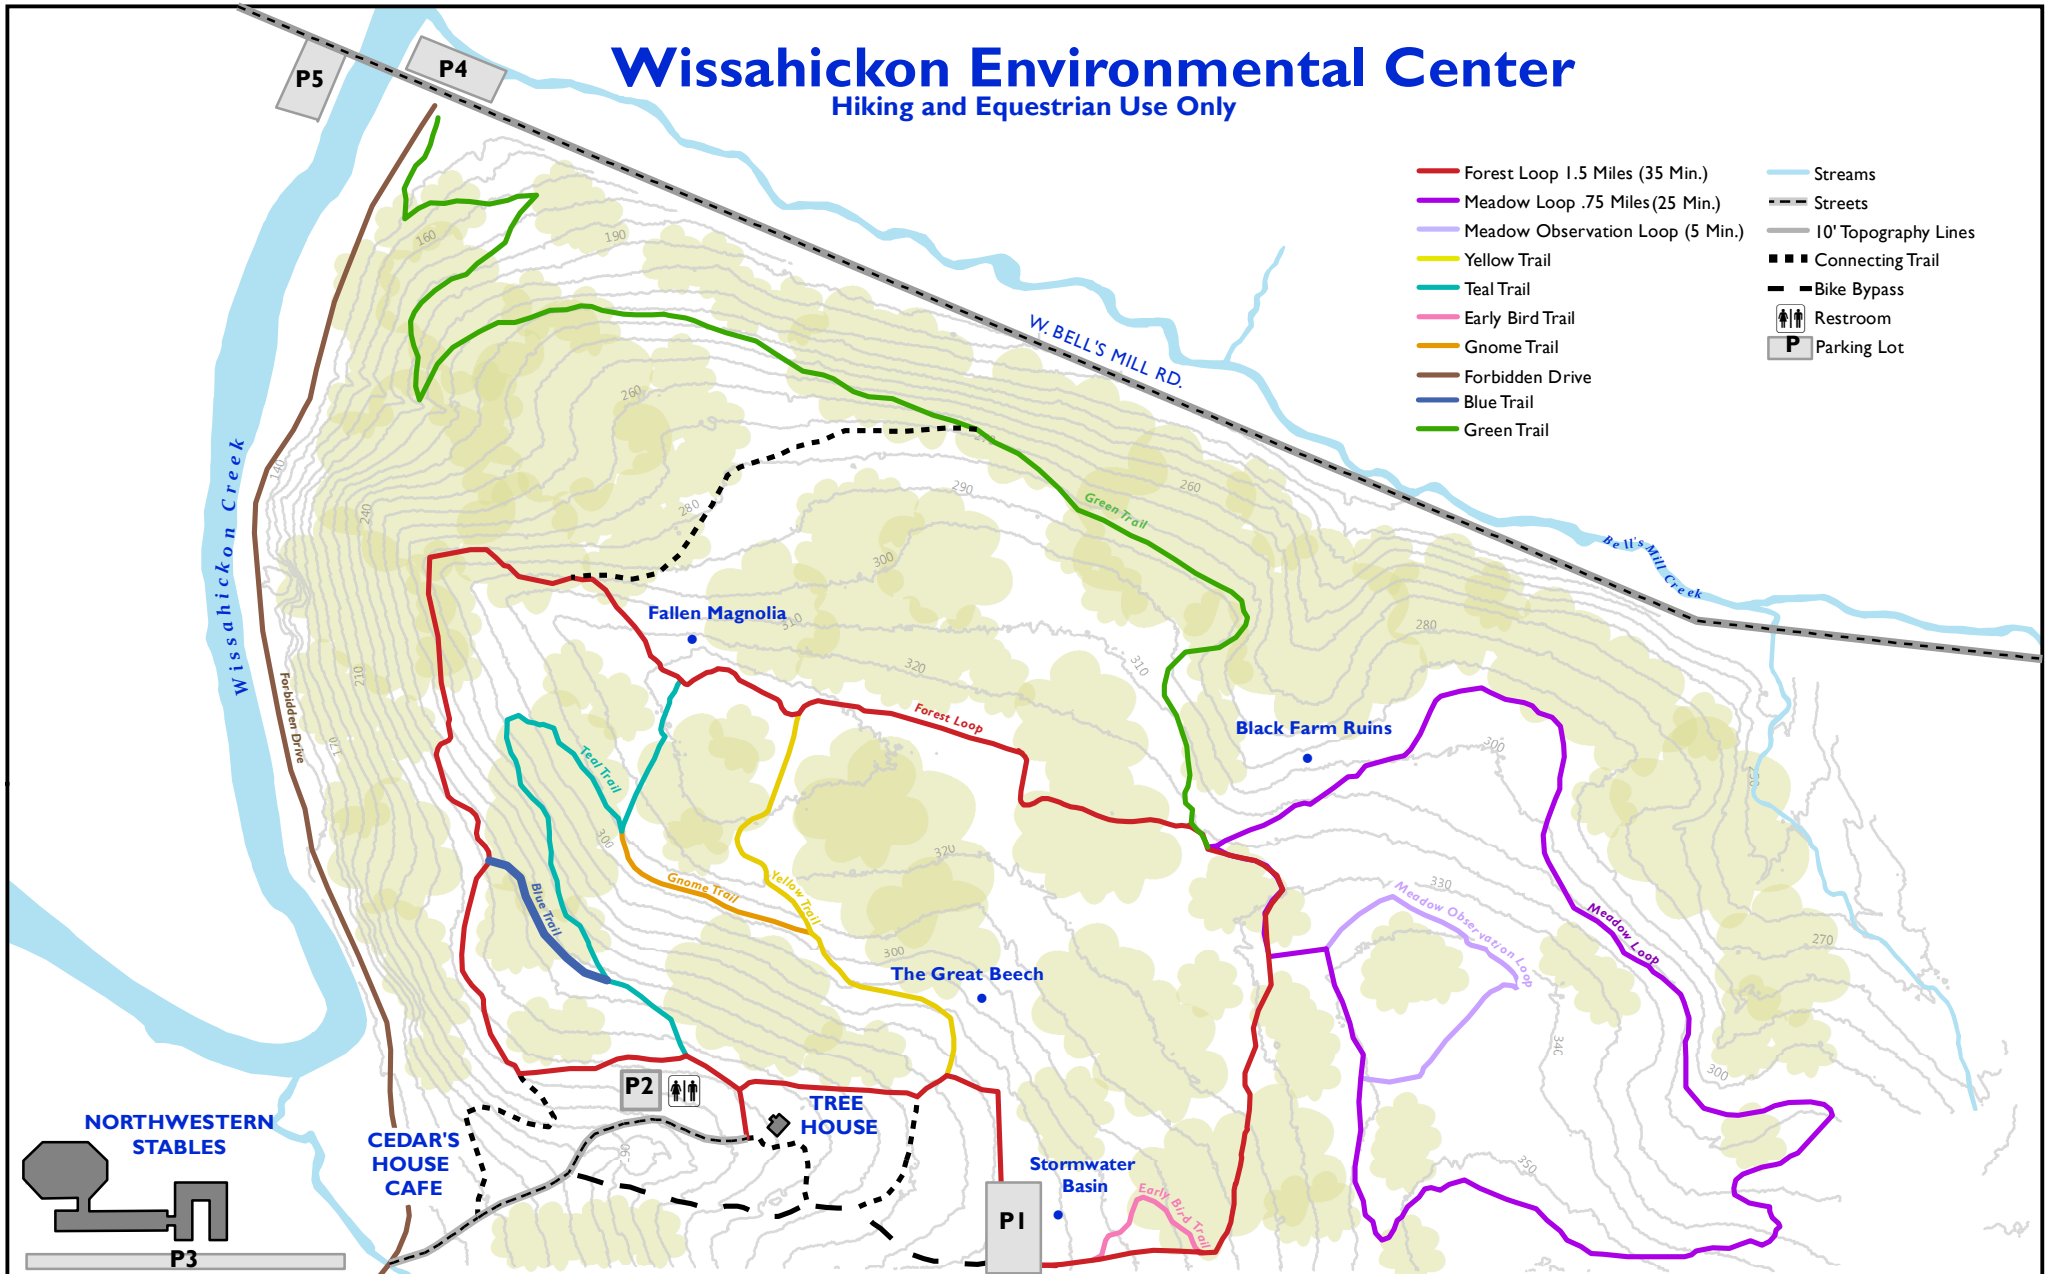 Wissahickon Environmental Center
Hiking and Equestrian Use Only
P5
P4
Forest Loop 1.5 Miles (35 Min.)
Meadow Loop .75 Miles (25 Min.)
Meadow Observation Loop (5 Min.)
Yellow Trail
Teal Trail
Early Bird Trail
Gnome Trail
Forbidden Drive
Blue Trail
Green Trail
Streams
Streets
10' Topography Lines
Connecting Trail
Bike Bypass
Restroom
P Parking Lot
160
190
W. BELL'S MILL RD.
260
Wissahickon Creek
140
240
280
290
270
260
Green Trail
300
Bell's Mill Creek
Fallen Magnolia
310
280
320
310
210
Forbidden Drive
170
Forest Loop
Black Farm Ruins
300
Teal Trail
290
300
320
Gnome Trail
Yellow Trail
Blue Trail
330
Meadow Observation Loop
Meadow Loop
270
300
The Great Beech
340
300
P2
TREE
HOUSE
NORTHWESTERN
STABLES
CEDAR'S
HOUSE
CAFE
Stormwater
Basin
350
Early Bird Trail
P1
P3